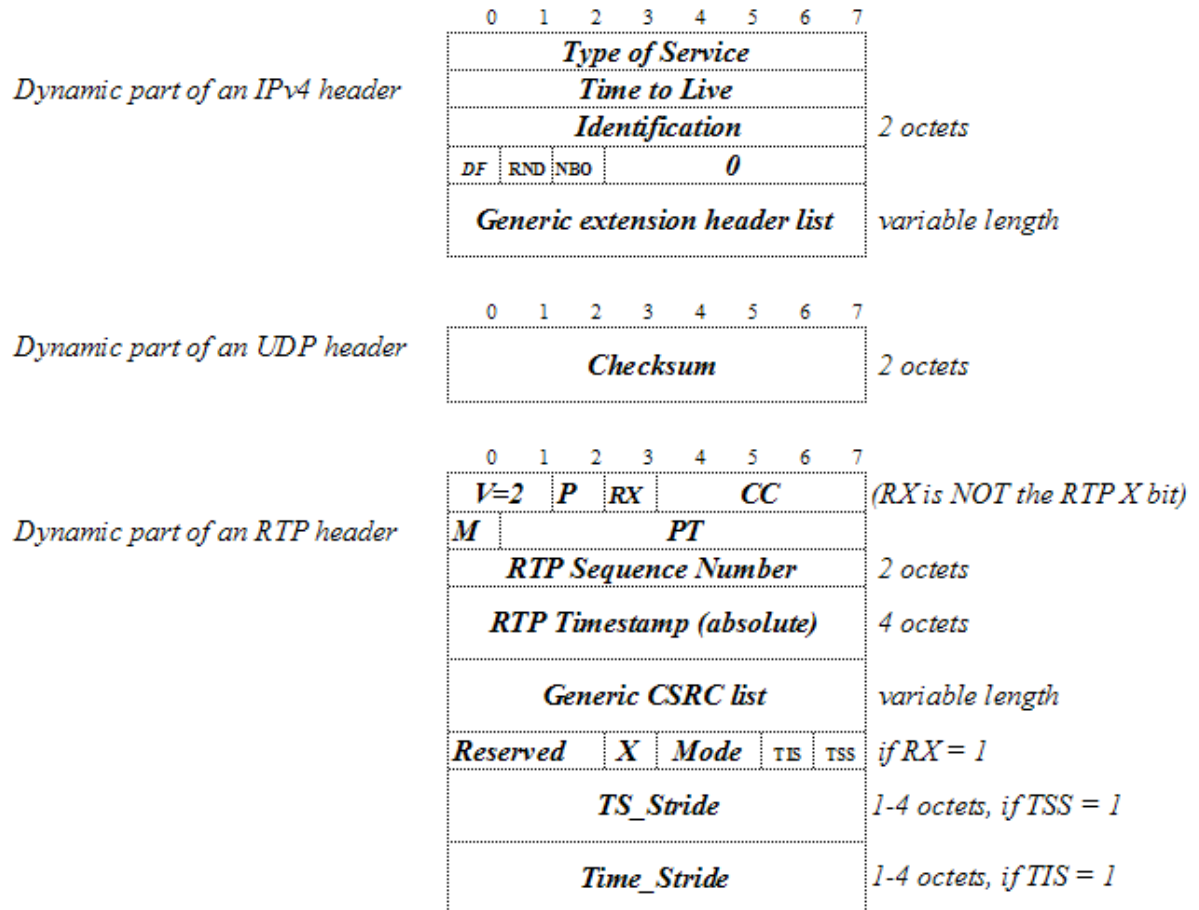 0 1 2 3 4 5 6 7
Type of Service
Dynamic part of an IPv4 header Time to Live
Identification 2 octets
DF RND NBO 0
Generic extension header list variable length
0 1 2 3 4 5 6 7
Dynamic part of an UDP header
Checksum 2 octets
0 1 2 3 4 5 6 7
V=2 P RX CC (RX is NOT the RTP X bit)
Dynamic part of an RTP header M PT
RTP Sequence Number 2 octets
RTP Timestamp (absolute) 4 octets
Generic CSRC list variable length
Reserved X Mode TIS TSS if RX = 1
TS_Stride 1-4 octets, if TSS = 1
Time_Stride 1-4 octets, if TIS = 1